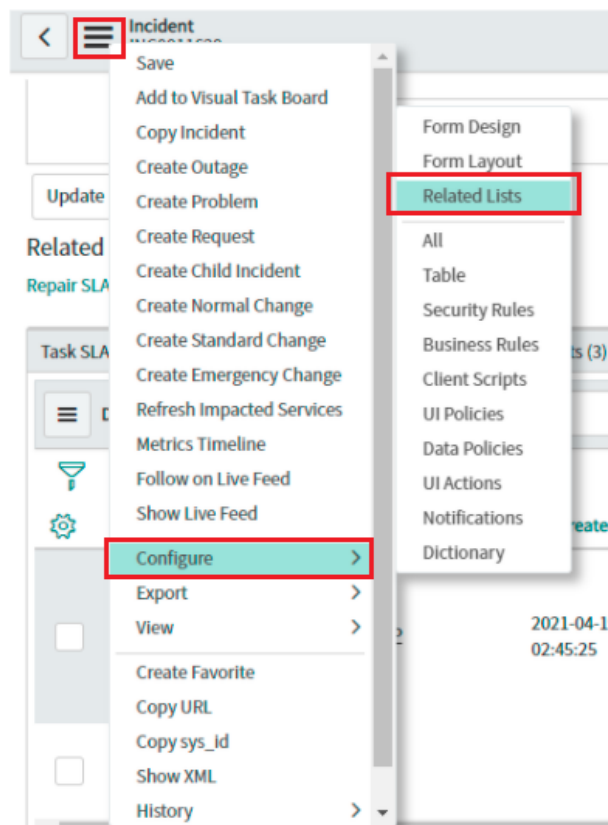 Incident
Save
Add to Visual Task Board
Copy Incident
Create Outage
Create Problem
Create Request
Create Child Incident
Create Normal Change
Create Standard Change
Create Emergency Change
Refresh Impacted Services
Metrics Timeline
Follow on Live Feed
Show Live Feed
Configure
Export
View
Create Favorite
Copy URL
Copy sys_id
Show XML
History
Form Design
Form Layout
Related Lists
All
Table
Security Rules
Business Rules
Client Scripts
UI Policies
Data Policies
UI Actions
Notifications
Dictionary
Update
Related
Repair SLA
Task SLA
(3)
2021-04-1
02:45:25